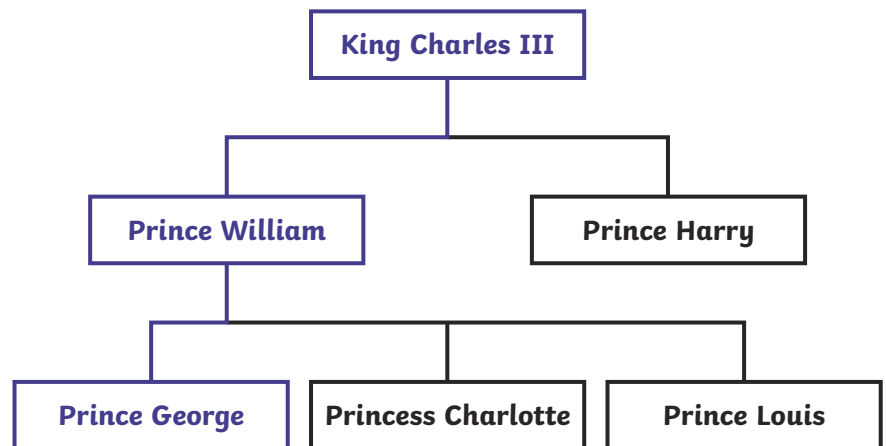 King Charles III
Prince William
Prince Harry
Prince George
Princess Charlotte
Prince Louis